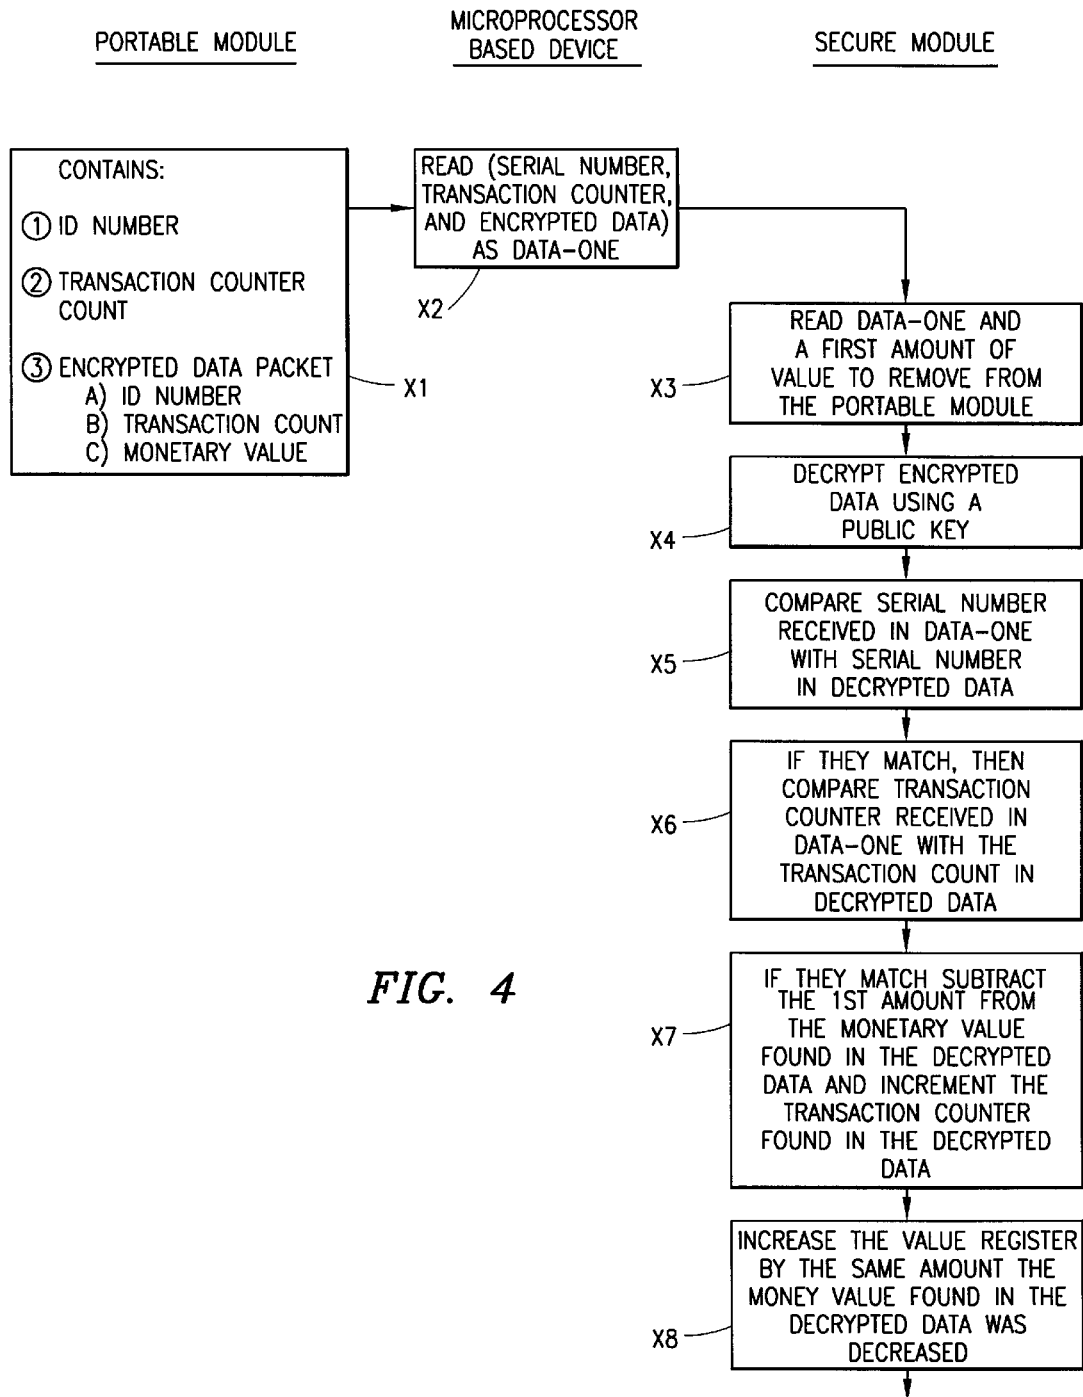 PORTABLE MODULE
MICROPROCESSOR
BASED DEVICE
SECURE MODULE
CONTAINS:
① ID NUMBER
② TRANSACTION COUNTER
COUNT
③ ENCRYPTED DATA PACKET
A) ID NUMBER
B) TRANSACTION COUNT
C) MONETARY VALUE
X1
READ (SERIAL NUMBER,
TRANSACTION COUNTER,
AND ENCRYPTED DATA)
AS DATA-ONE
X2
READ DATA-ONE AND
A FIRST AMOUNT OF
VALUE TO REMOVE FROM
THE PORTABLE MODULE
X3
DECRYPT ENCRYPTED
DATA USING A
PUBLIC KEY
X4
COMPARE SERIAL NUMBER
RECEIVED IN DATA-ONE
WITH SERIAL NUMBER
IN DECRYPTED DATA
X5
IF THEY MATCH, THEN
COMPARE TRANSACTION
COUNTER RECEIVED IN
DATA-ONE WITH THE
TRANSACTION COUNT IN
DECRYPTED DATA
X6
IF THEY MATCH SUBTRACT
THE 1ST AMOUNT FROM
THE MONETARY VALUE
FOUND IN THE DECRYPTED
DATA AND INCREMENT THE
TRANSACTION COUNTER
FOUND IN THE DECRYPTED
DATA
X7
INCREASE THE VALUE REGISTER
BY THE SAME AMOUNT THE
MONEY VALUE FOUND IN THE
DECRYPTED DATA WAS
DECREASED
X8
FIG. 4